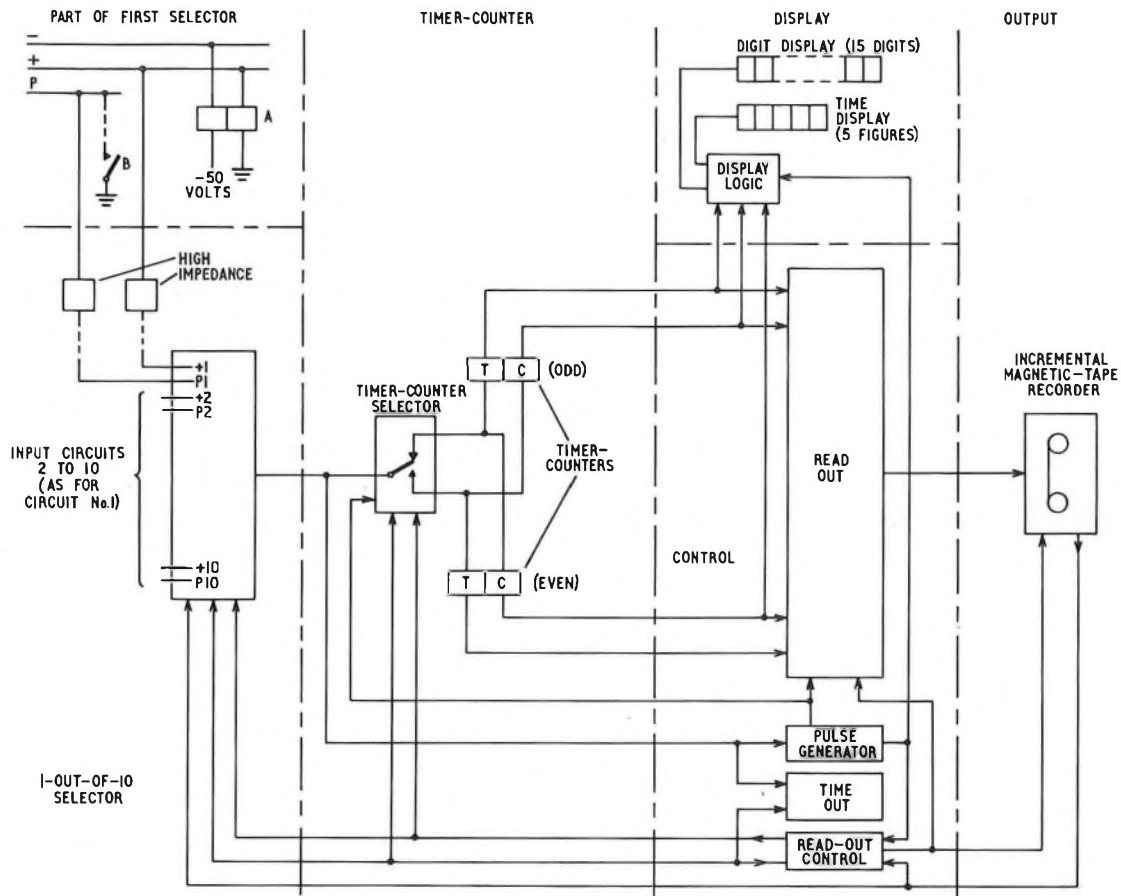 PART OF FIRST SELECTOR
TIMER-COUNTER
DISPLAY
OUTPUT
−
+
P
B
A
-50
VOLTS
DIGIT DISPLAY (15 DIGITS)
TIME
DISPLAY
(5 FIGURES)
DISPLAY
LOGIC
HIGH
IMPEDANCE
+1
P1
+2
P2
INPUT CIRCUITS
2 TO 10
(AS FOR
CIRCUIT No.1)
+10
P10
TIMER-COUNTER
SELECTOR
T C (ODD)
TIMER-
COUNTERS
T C (EVEN)
CONTROL
READ
OUT
INCREMENTAL
MAGNETIC-TAPE
RECORDER
PULSE
GENERATOR
TIME
OUT
READ-OUT
CONTROL
1-OUT-OF-10
SELECTOR